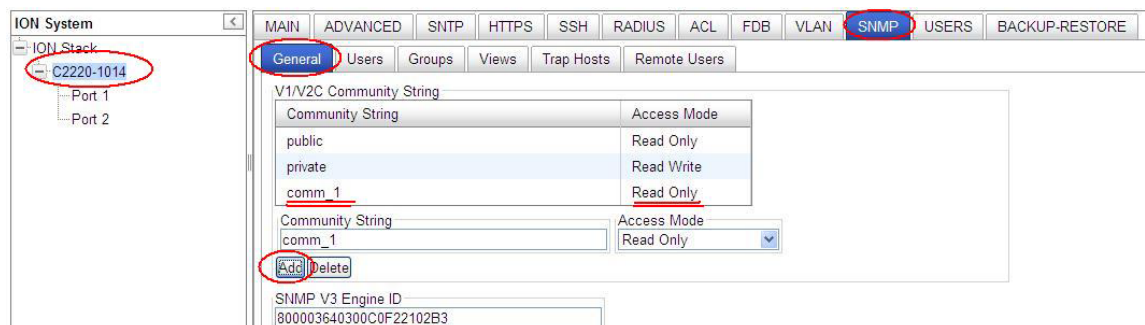 ION System
ION Stack
C2220-1014
Port 1
Port 2
MAIN ADVANCED SNTP HTTPS SSH RADIUS ACL FDB VLAN SNMP USERS BACKUP-RESTORE
General Users Groups Views Trap Hosts Remote Users
V1/V2C Community String
Community String Access Mode
public Read Only
private Read Write
comm_1 Read Only
Community String Access Mode
comm_1 Read Only
Add Delete
SNMP V3 Engine ID
800003640300C0F22102B3